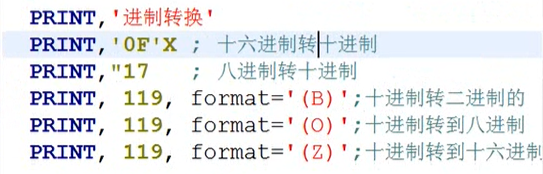 PRINT,'进制转换'
PRINT,'0F'X ; 十六进制转十进制
PRINT,"17 ; 八进制转十进制
PRINT, 119, format='(B)';十进制转二进制的
PRINT, 119, format='(O)';十进制转到八进制
PRINT, 119, format='(Z)';十进制转到十六进制